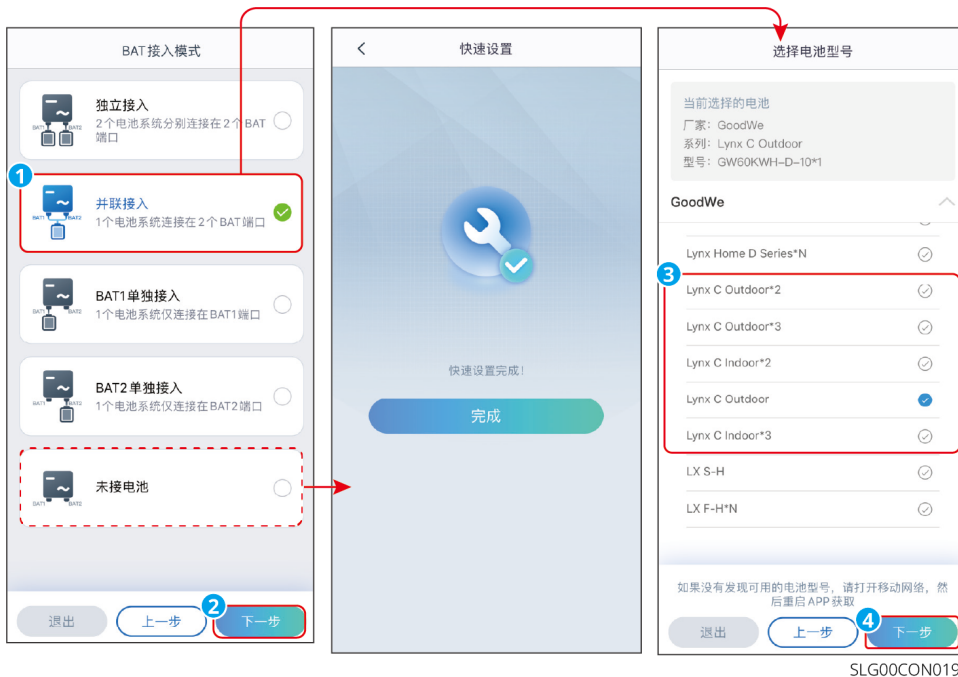 BAT接入模式
独立接入
2个电池系统分别连接在2个BAT
端口
BAT1
BAT2
1
并联接入
1个电池系统连接在2个BAT端口
BAT1
BAT2
BAT1单独接入
1个电池系统仅连接在BAT1端口
BAT1
BAT2
BAT2单独接入
1个电池系统仅连接在BAT2端口
BAT1
BAT2
未接电池
BAT1
BAT2
退出
上一步
2
下一步
快速设置
快速设置完成!
完成
选择电池型号
当前选择的电池
厂家: GoodWe
系列: Lynx C Outdoor
型号: GW60KWH-D-10*1
GoodWe
Lynx Home D Series*N
3
Lynx C Outdoor*2
Lynx C Outdoor*3
Lynx C Indoor*2
Lynx C Outdoor
Lynx C Indoor*3
LX S-H
LX F-H*N
如果没有发现可用的电池型号，请打开移动网络，然
后重启APP获取
退出
上一步
4
下一步
SLG00CON019